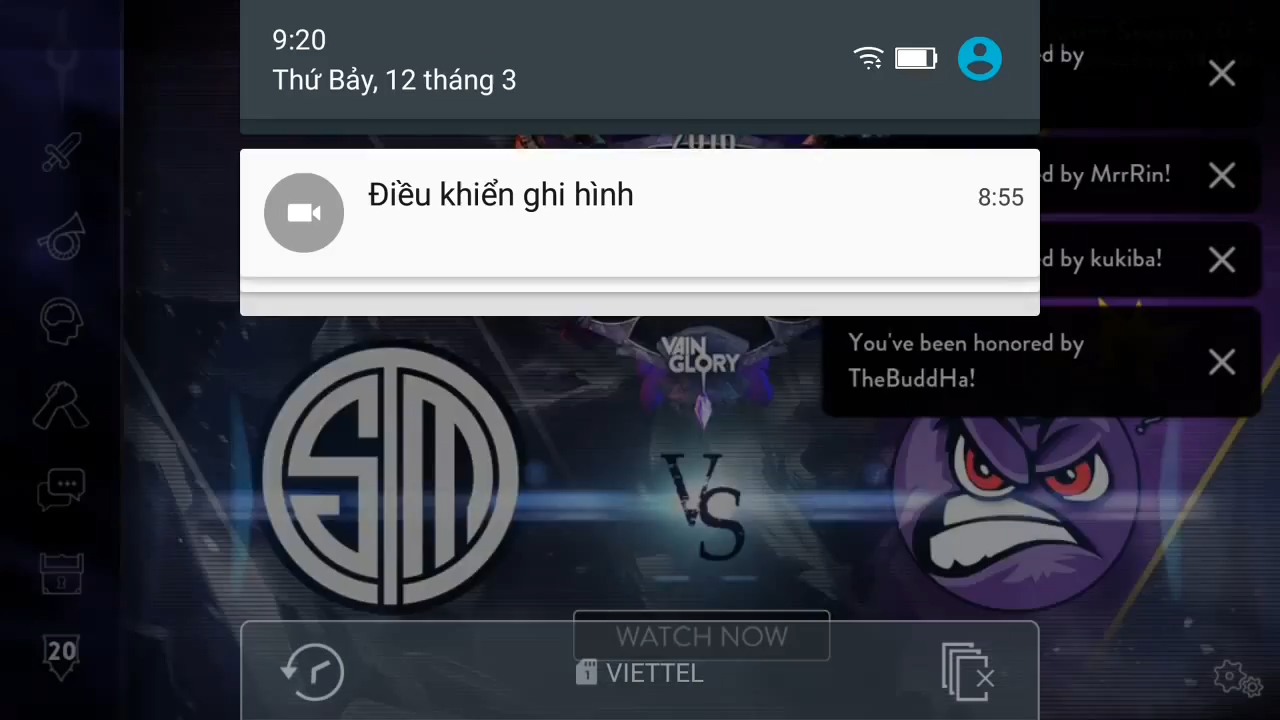 9:20
Thứ Bảy, 12 tháng 3
d by
Điều khiển ghi hình
8:55
d by MrrRin!
d by kukiba!
VAIN
GLORY
You've been honored by
TheBuddHa!
VS
WATCH NOW
1 VIETTEL
20